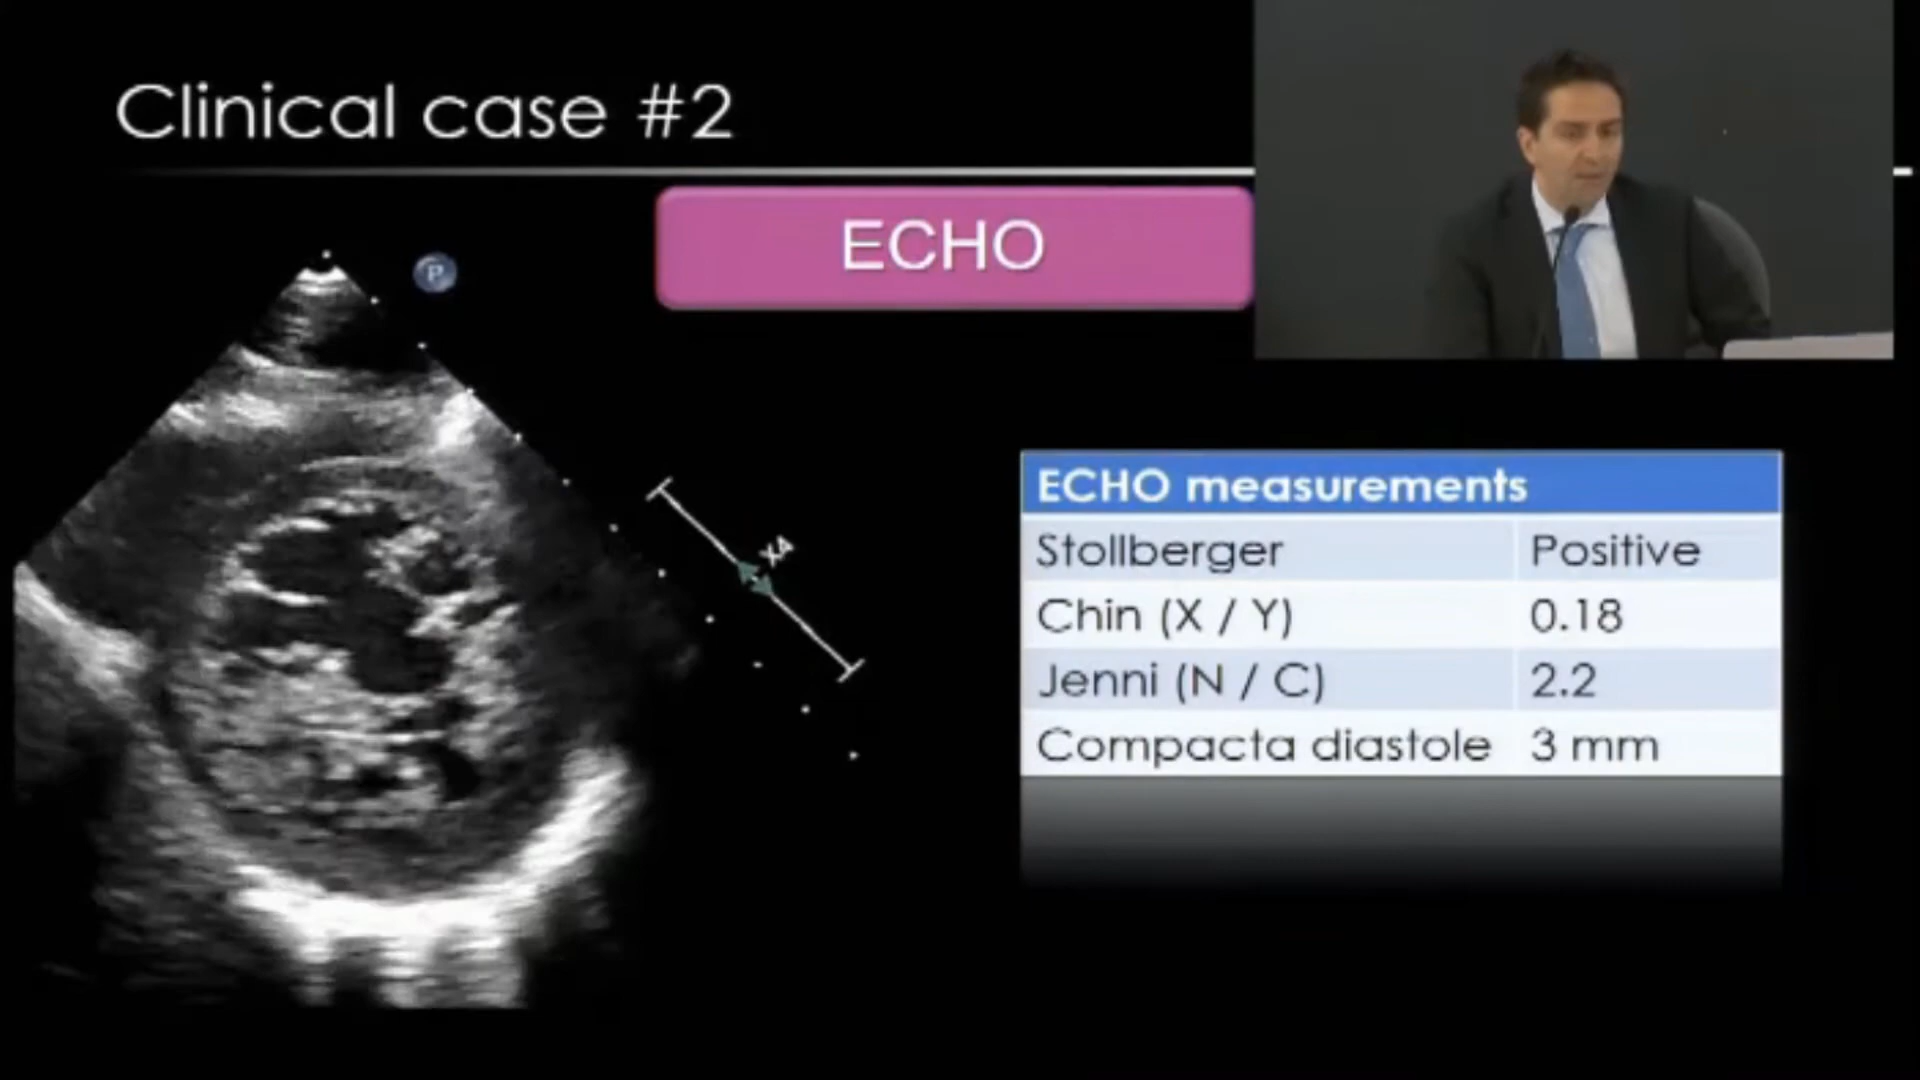 Clinical case #2
ECHO
P
X4
ECHO measurements
Stollberger Positive
Chin (X / Y) 0.18
Jenni (N / C) 2.2
Compacta diastole 3 mm